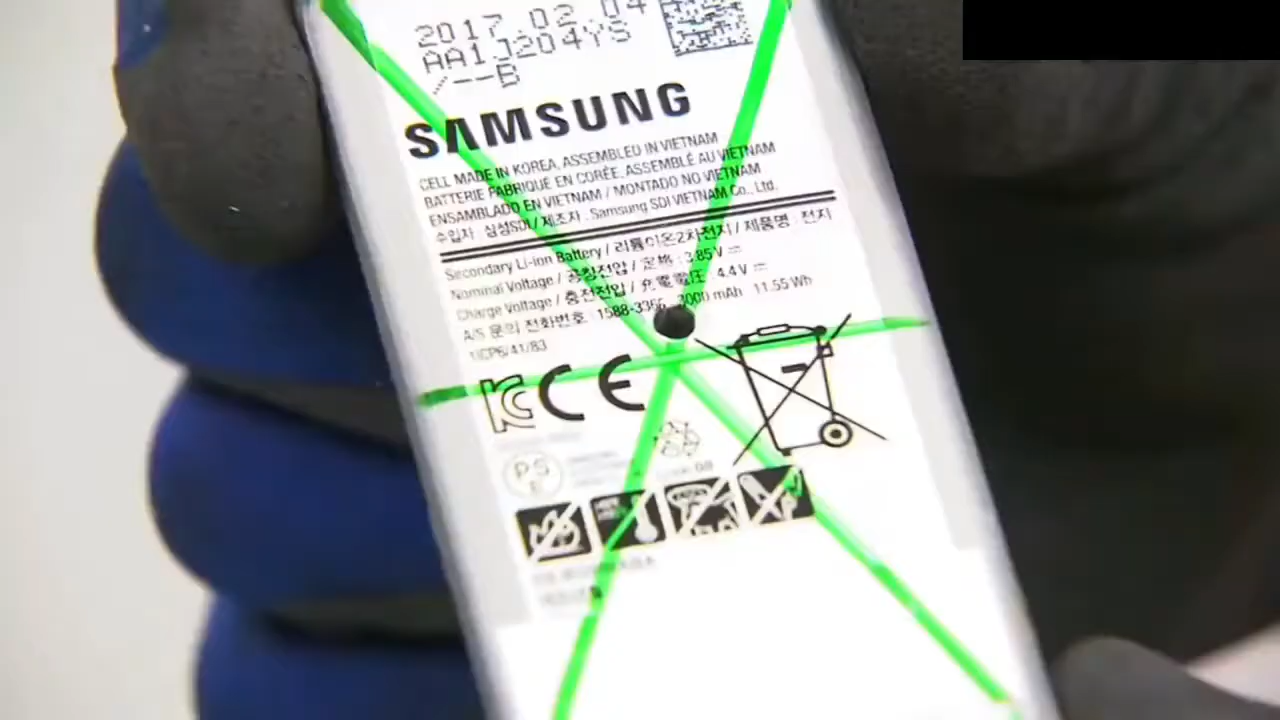 2017.02.04
AA1J204YS
/--B
SAMSUNG
CELL MADE IN KOREA, ASSEMBLED IN VIETNAM
BATTERIE FABRIQUÉ EN CORÉE, ASSEMBLÉ AU VIETNAM
ENSAMBLADO EN VIETNAM / MONTADO NO VIETNAM
수입자 : 삼성SDI / 제조자 : Samsung SDI VIETNAM Co., Ltd.
Secondary Li-ion Battery / 리튬이온2차전지 / 제품명 : 전지
Nominal Voltage / 공칭전압 / 定格 : 3.85V
Charge Voltage / 충전전압 / 充電電圧 : 4.4V
A/S 문의 전화번호 : 1588-3366 3000 mAh 11.55 Wh
1ICP6/41/83
KC CE
PS
E